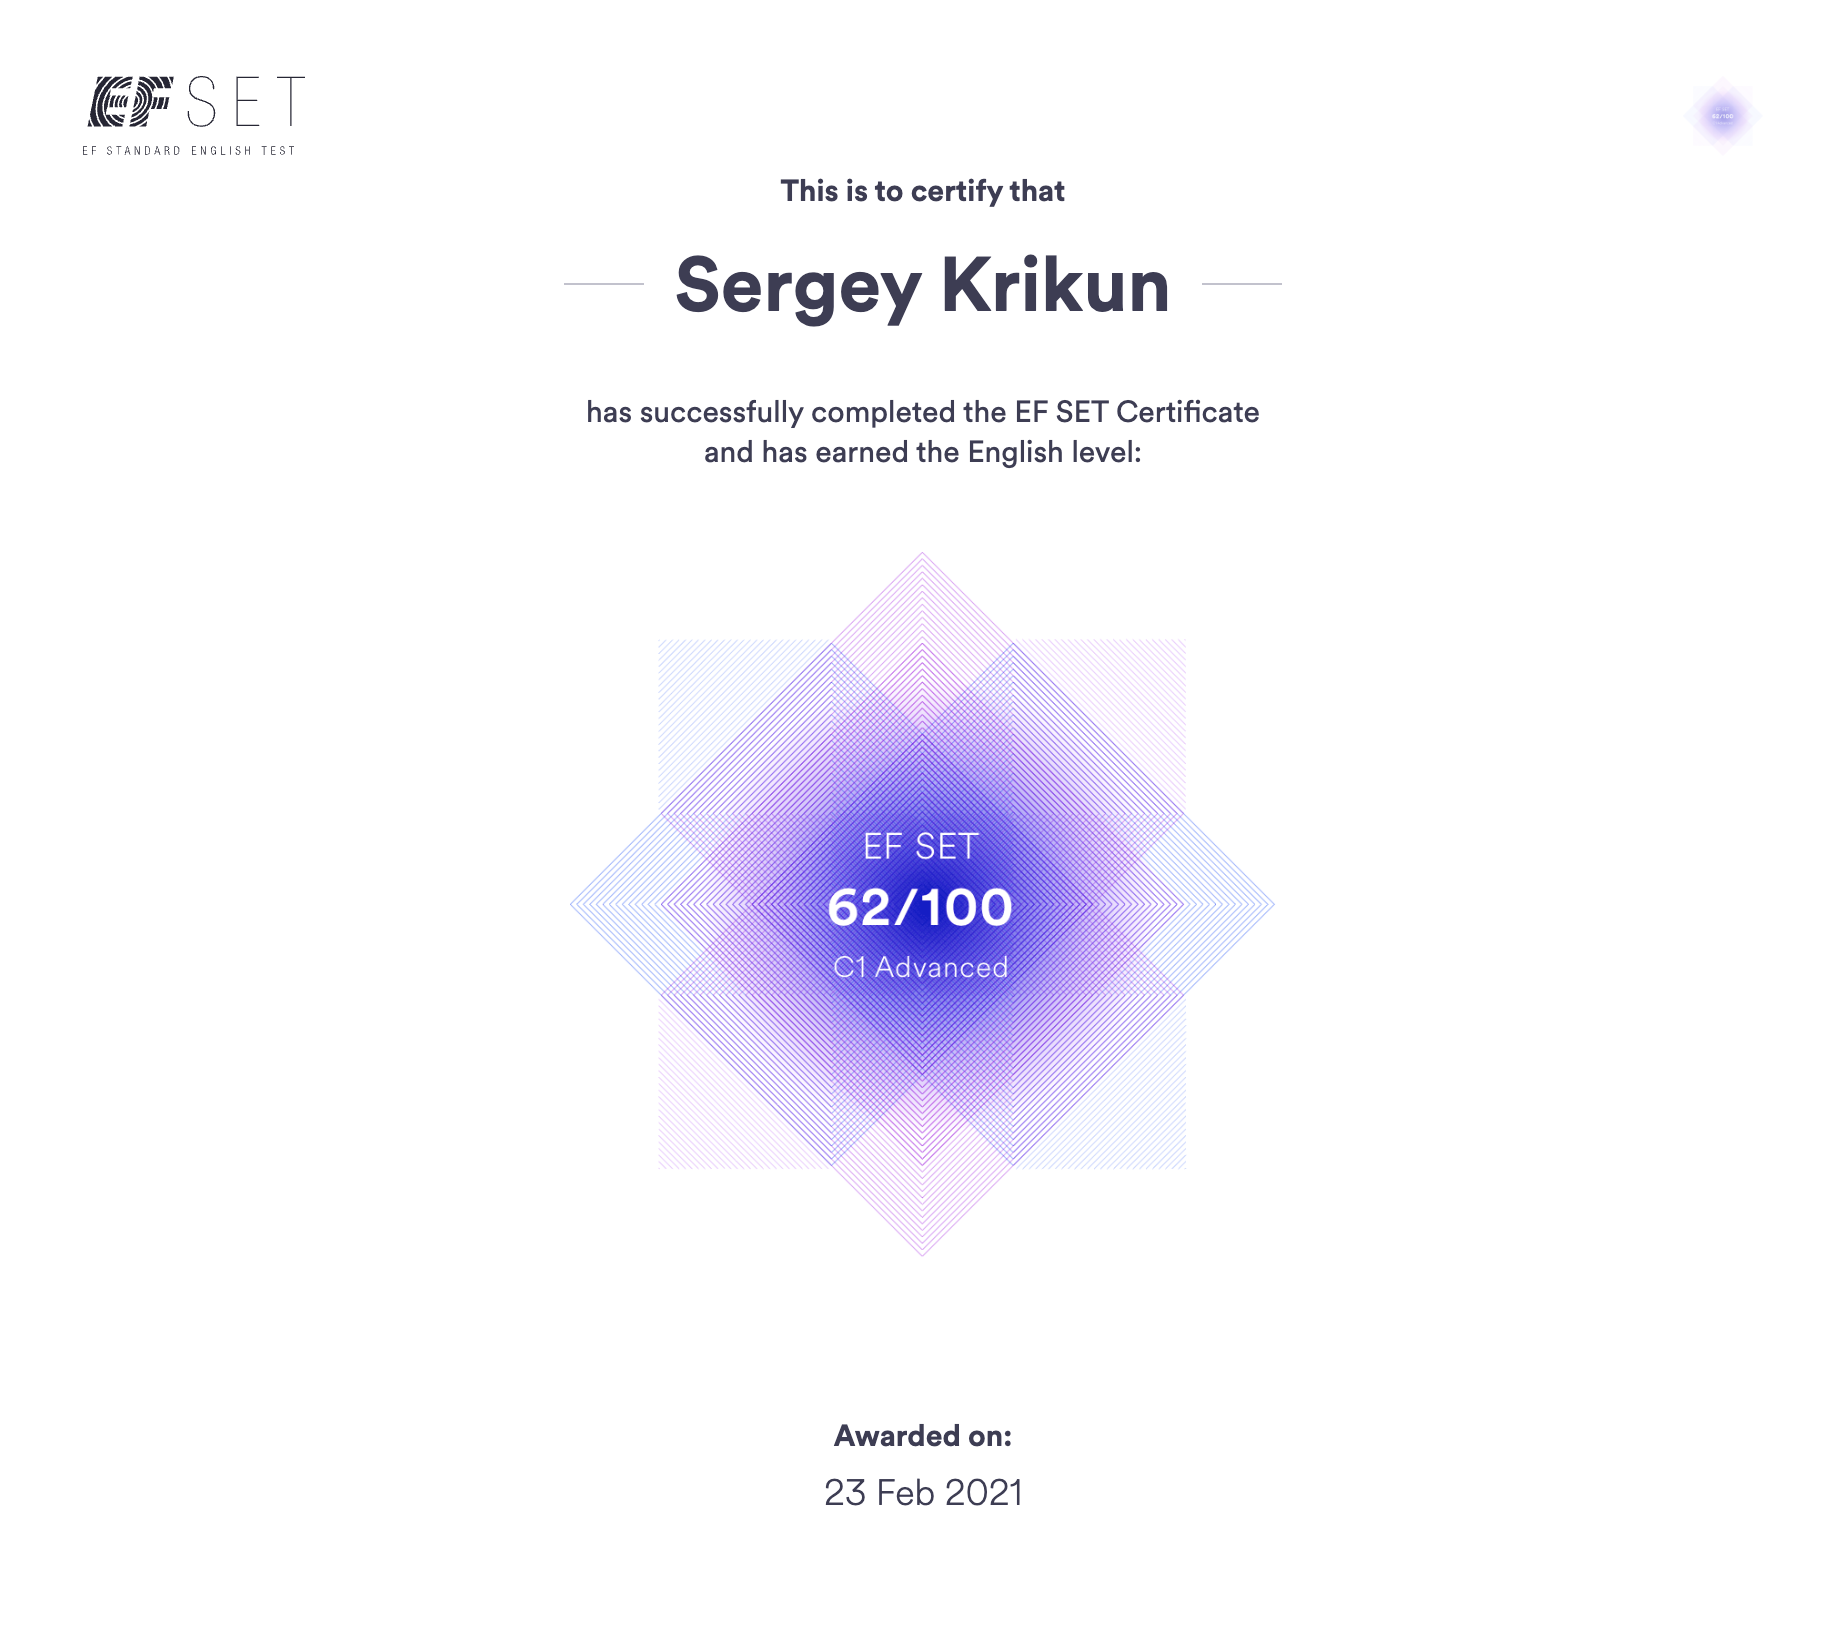 EF SET
EF STANDARD ENGLISH TEST
62/100
This is to certify that
Sergey Krikun
has successfully completed the EF SET Certificate
and has earned the English level:
EF SET
62/100
C1 Advanced
Awarded on:
23 Feb 2021